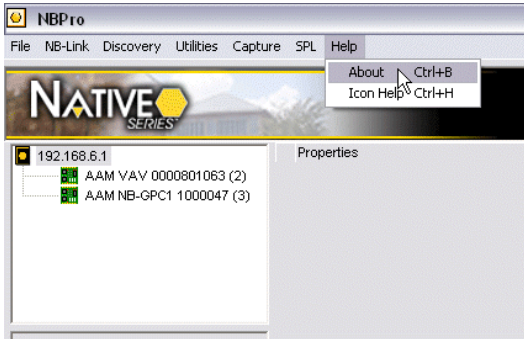 NBPro
File NB-Link Discovery Utilities Capture SPL Help
About Ctrl+B
Icon Help Ctrl+H
NATIVE
SERIES
192.168.6.1
Properties
AAM VAV 0000801063 (2)
AAM NB-GPC1 1000047 (3)